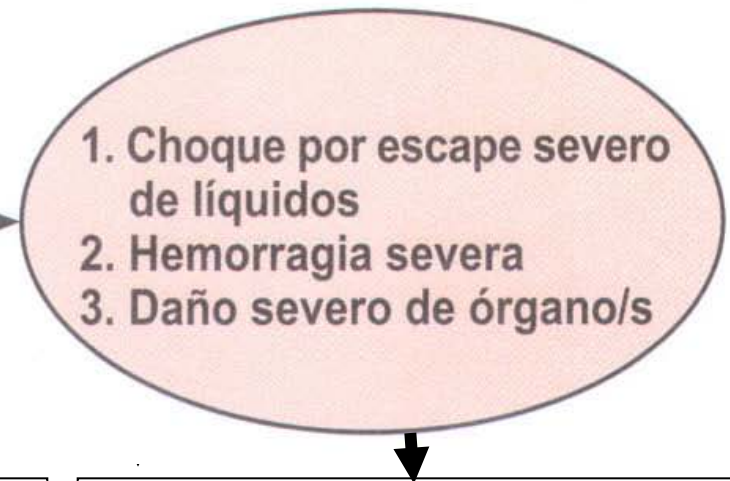 1. Choque por escape severo
de líquidos
2. Hemorragia severa
3. Daño severo de órgano/s